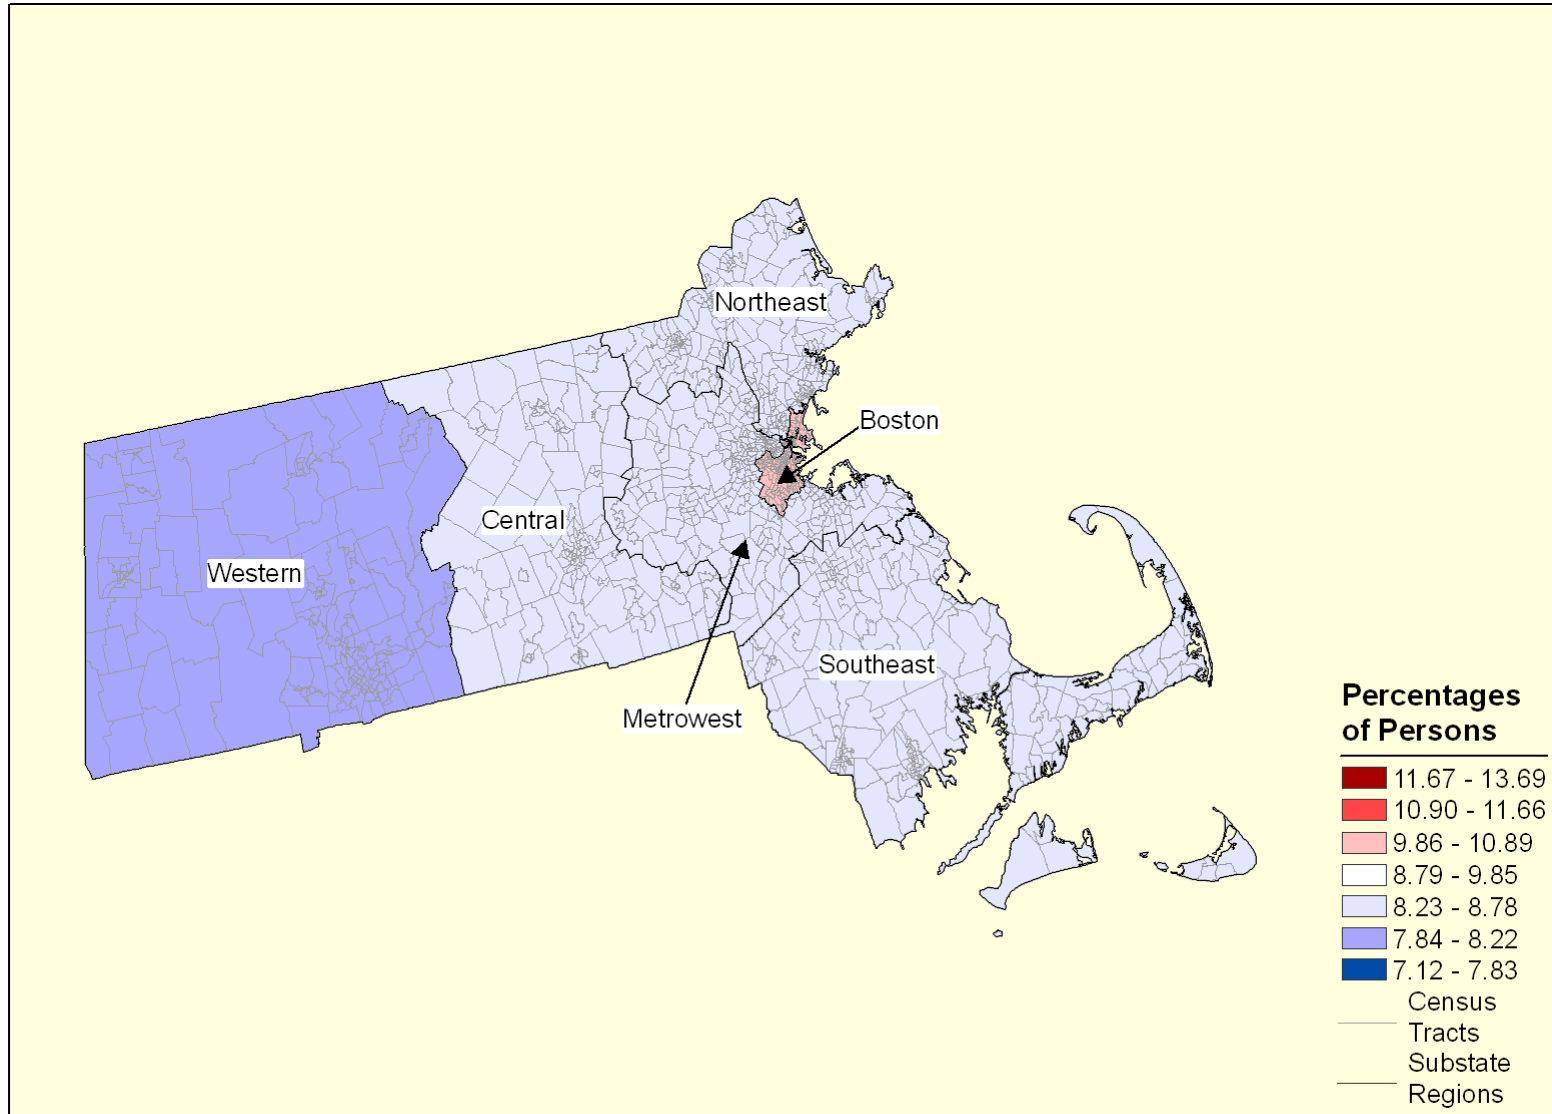 Northeast
Boston
Central
Western
Southeast
Metrowest
Percentages
of Persons
11.67 - 13.69
10.90 - 11.66
9.86 - 10.89
8.79 - 9.85
8.23 - 8.78
7.84 - 8.22
7.12 - 7.83
Census
Tracts
Substate
Regions